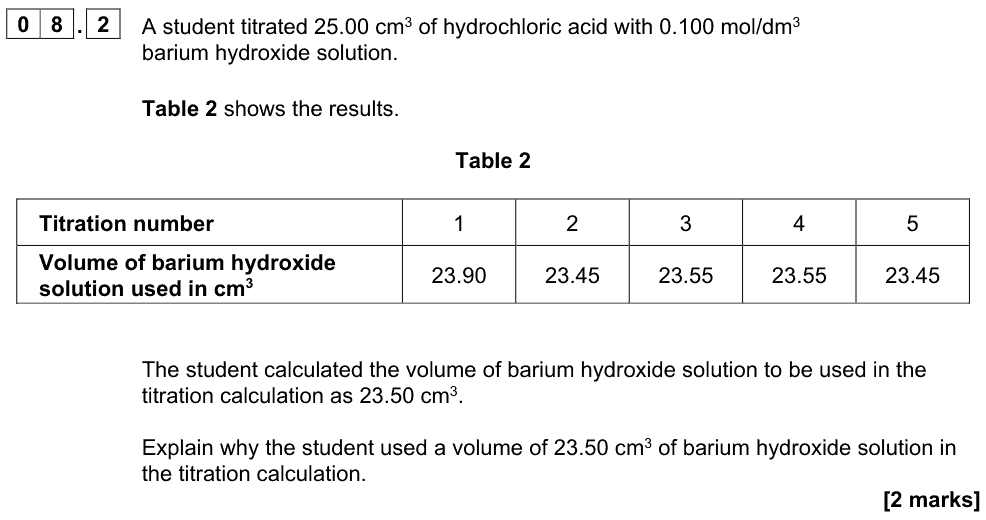 0 8 . 2 A student titrated 25.00 cm³ of hydrochloric acid with 0.100 mol/dm³
barium hydroxide solution.
Table 2 shows the results.
Table 2
Titration number 1 2 3 4 5
Volume of barium hydroxide
solution used in cm³ 23.90 23.45 23.55 23.55 23.45
The student calculated the volume of barium hydroxide solution to be used in the
titration calculation as 23.50 cm³.
Explain why the student used a volume of 23.50 cm³ of barium hydroxide solution in
the titration calculation.
[2 marks]